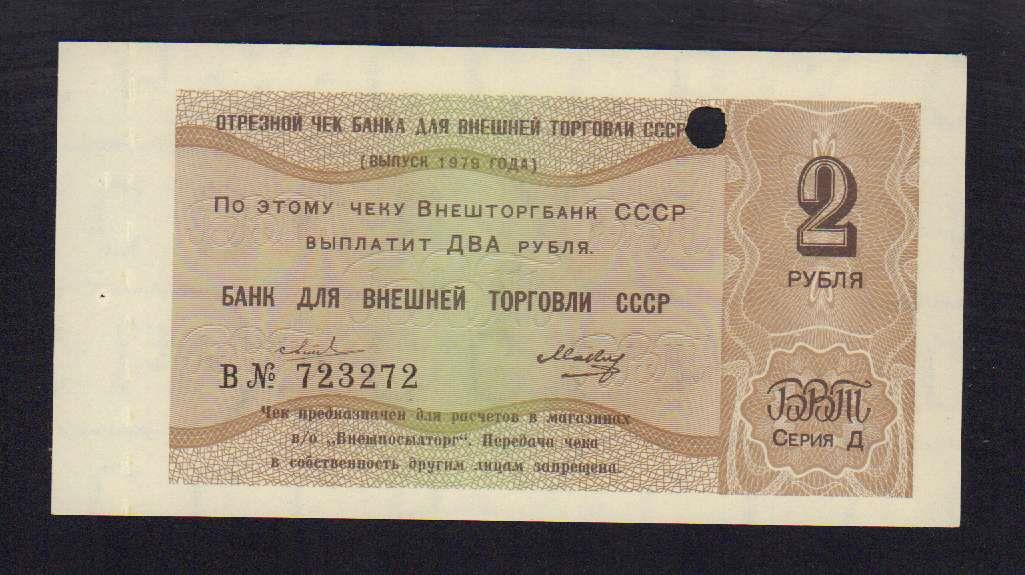 ОТРЕЗНОЙ ЧЕК БАНКА ДЛЯ ВНЕШНЕЙ ТОРГОВЛИ СССР
(ВЫПУСК 1979 ГОДА)
По этому чеку Внешторгбанк СССР
выплатит ДВА рубля.
БАНК ДЛЯ ВНЕШНЕЙ ТОРГОВЛИ СССР
В № 723272
Чек предназначен для расчетов в магазинах
в/о „Внешпосылторг“. Передача чека
в собственность другим лицам запрещена.
2
РУБЛЯ
БВТ
Серия Д